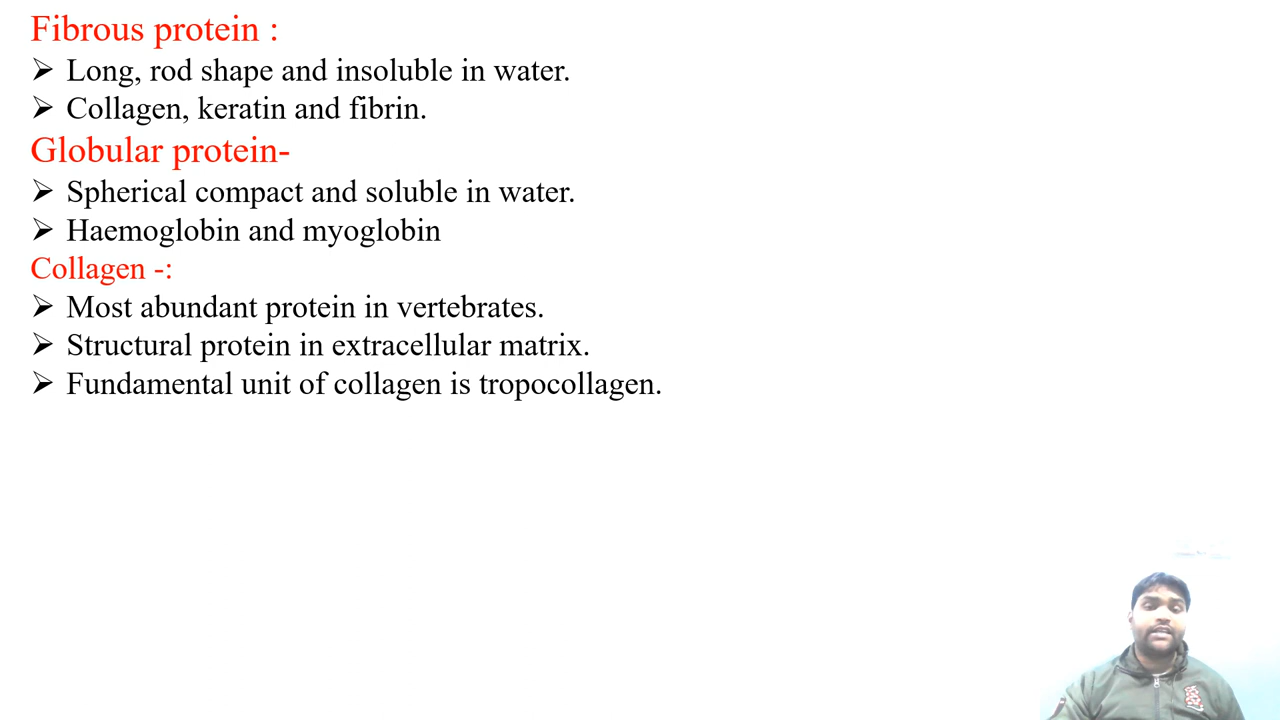 Fibrous protein :
➢ Long, rod shape and insoluble in water.
➢ Collagen, keratin and fibrin.
Globular protein-
➢ Spherical compact and soluble in water.
➢ Haemoglobin and myoglobin
Collagen -:
➢ Most abundant protein in vertebrates.
➢ Structural protein in extracellular matrix.
➢ Fundamental unit of collagen is tropocollagen.